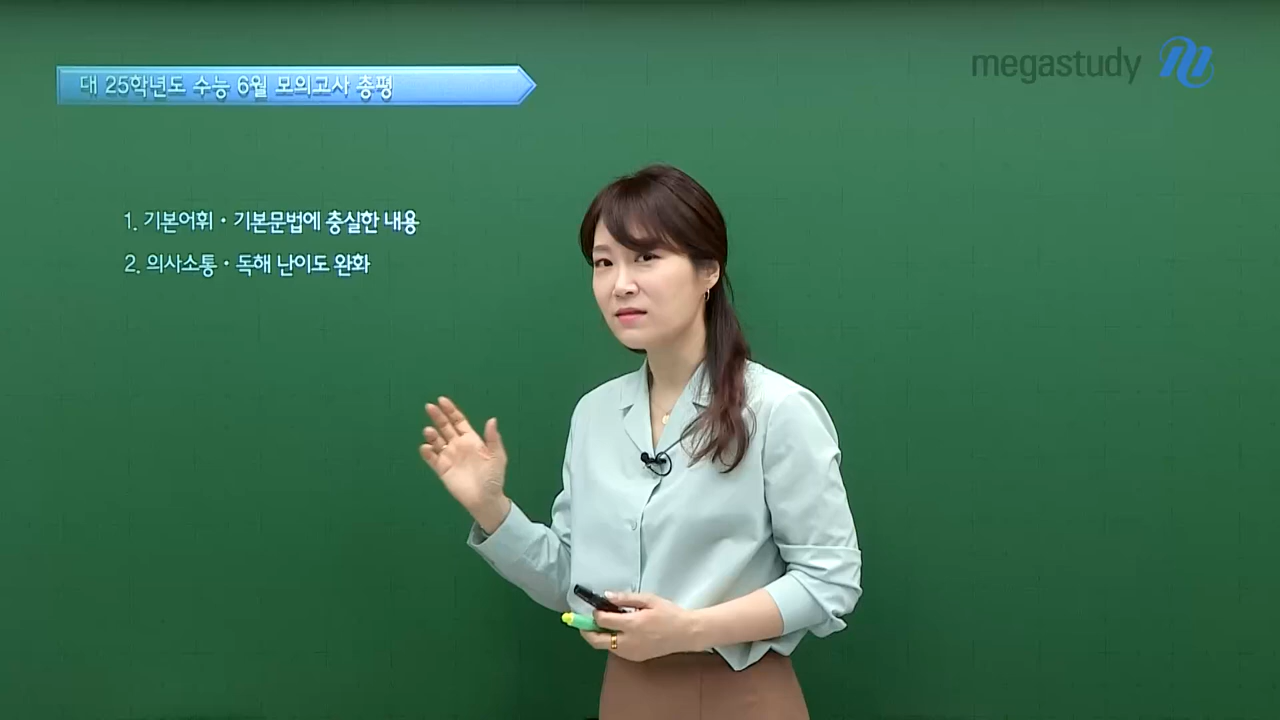 대 25학년도 수능 6월 모의고사 총평
megastudy
1. 기본어휘·기본문법에 충실한 내용
2. 의사소통·독해 난이도 완화